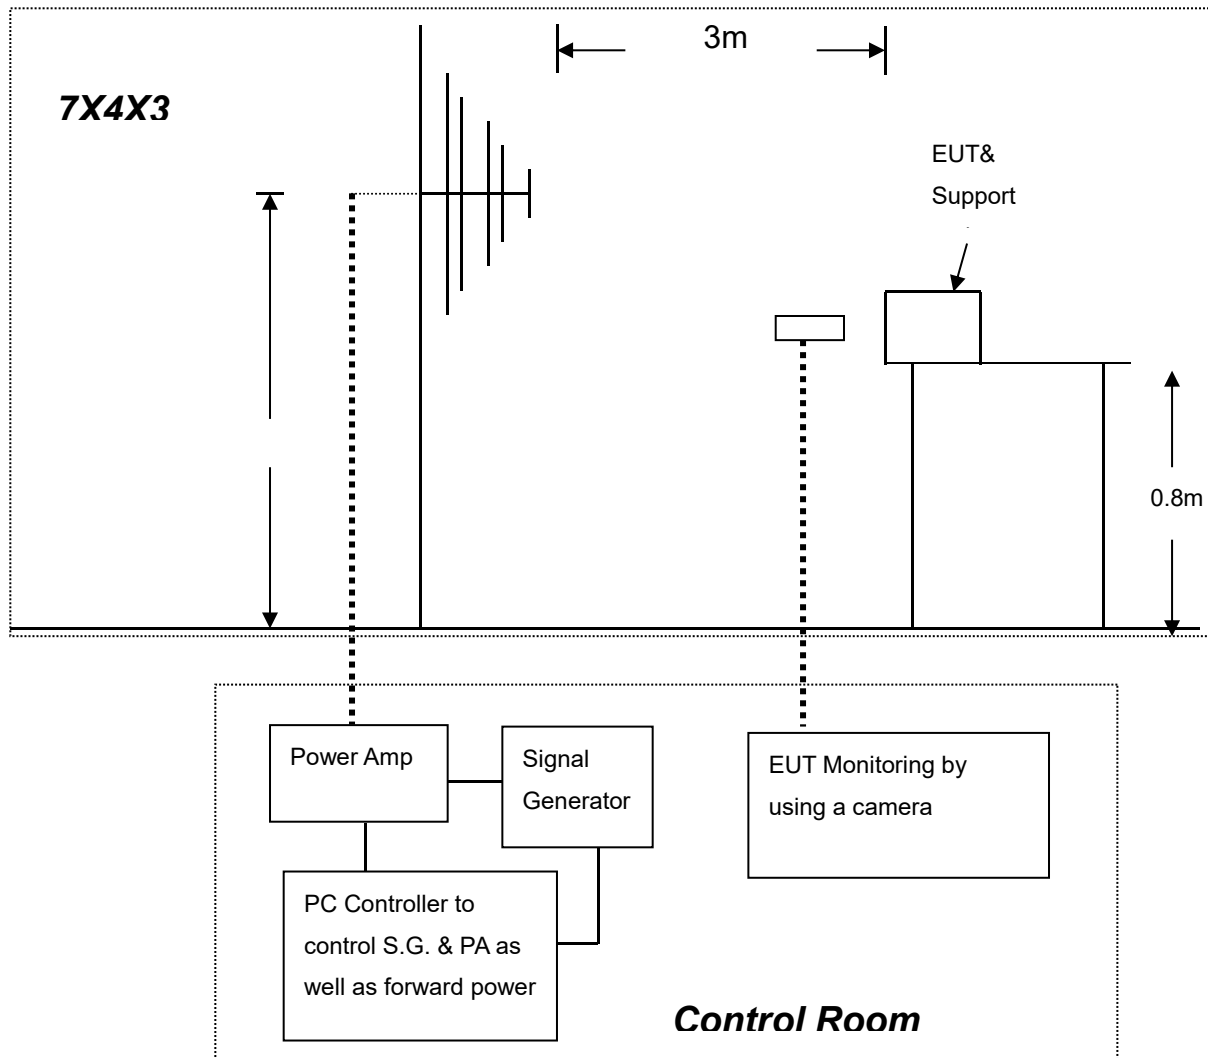 3m
7X4X3
EUT&
Support
0.8m
Power Amp
Signal
Generator
EUT Monitoring by
using a camera
PC Controller to
control S.G. & PA as
well as forward power
Control Room